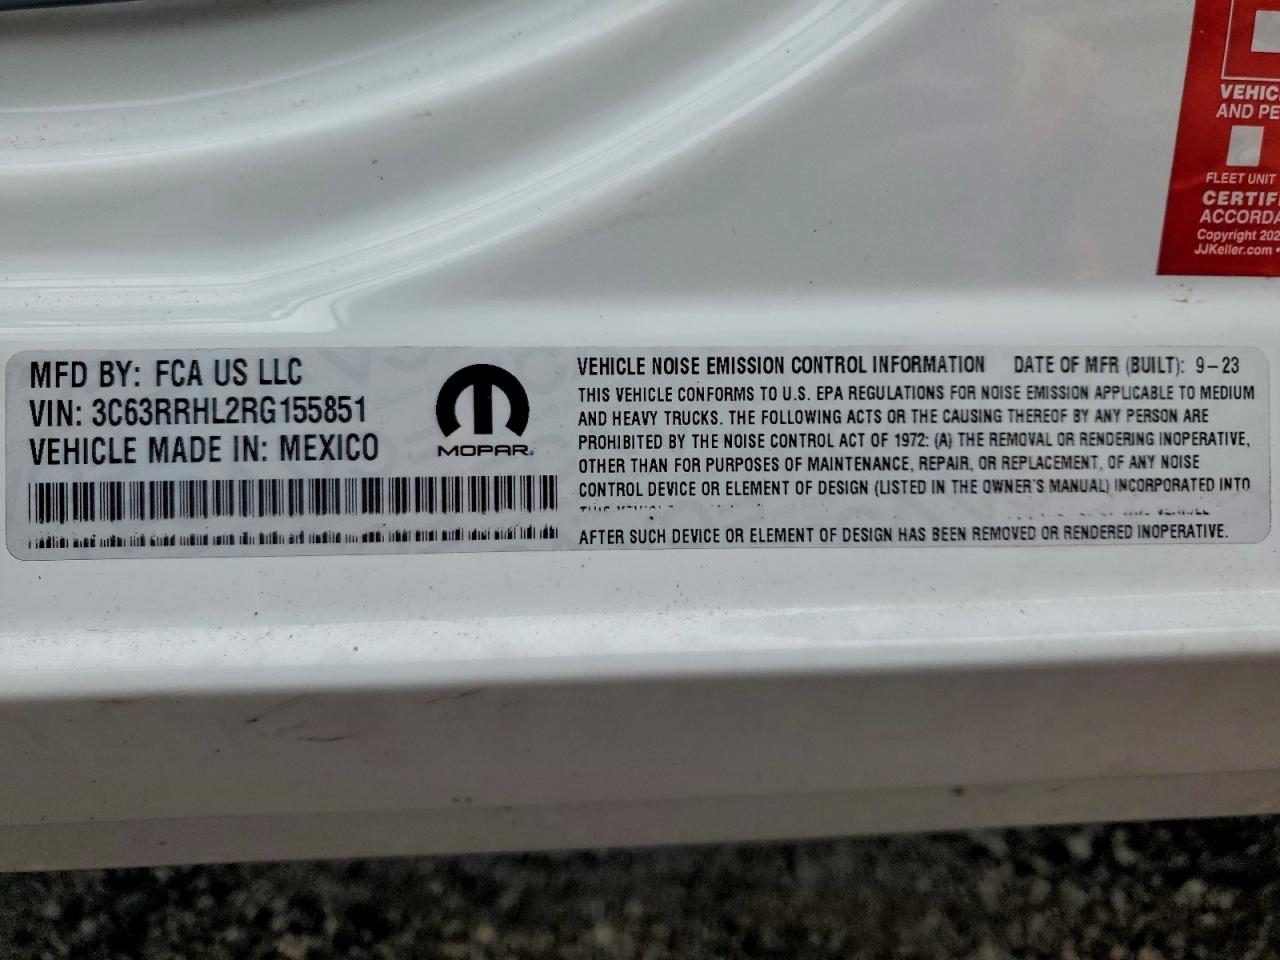 VEHIC
AND PE
FLEET UNIT
CERTIF
ACCORDA
Copyright 202
JJKeller.com •
MFD BY: FCA US LLC
VIN: 3C63RRHL2RG155851
VEHICLE MADE IN: MEXICO
MOPAR®
VEHICLE NOISE EMISSION CONTROL INFORMATION DATE OF MFR (BUILT): 9-23
THIS VEHICLE CONFORMS TO U.S. EPA REGULATIONS FOR NOISE EMISSION APPLICABLE TO MEDIUM
AND HEAVY TRUCKS. THE FOLLOWING ACTS OR THE CAUSING THEREOF BY ANY PERSON ARE
PROHIBITED BY THE NOISE CONTROL ACT OF 1972: (A) THE REMOVAL OR RENDERING INOPERATIVE,
OTHER THAN FOR PURPOSES OF MAINTENANCE, REPAIR, OR REPLACEMENT, OF ANY NOISE
CONTROL DEVICE OR ELEMENT OF DESIGN (LISTED IN THE OWNER'S MANUAL) INCORPORATED INTO
AFTER SUCH DEVICE OR ELEMENT OF DESIGN HAS BEEN REMOVED OR RENDERED INOPERATIVE.